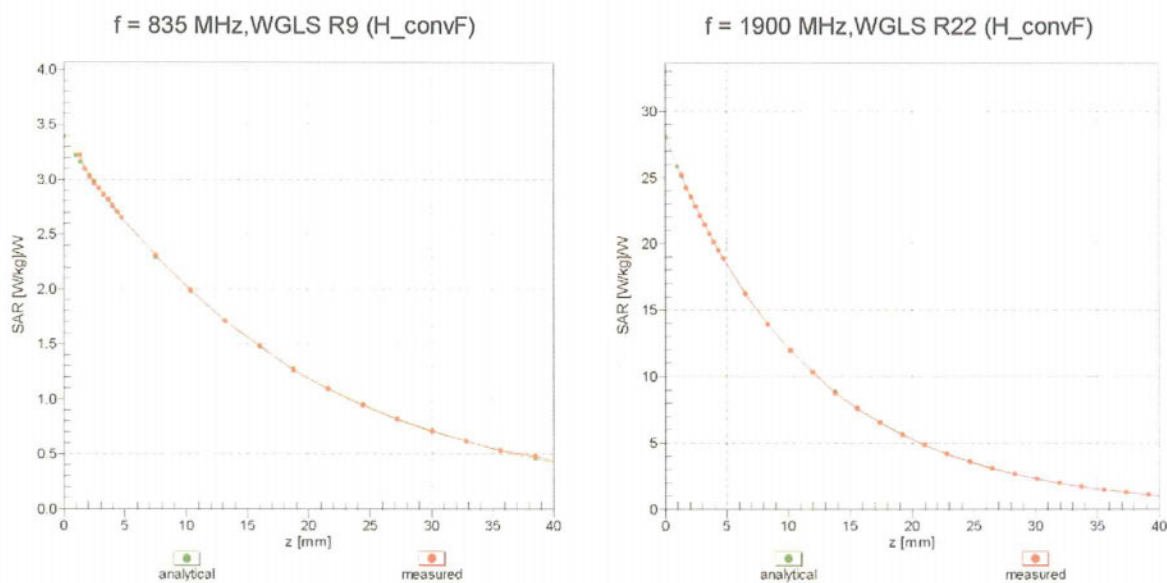 f = 835 MHz,WGLS R9 (H_convF)
4.0
3.5
3.0
2.5
2.0
1.5
1.0
0.5
0.0
SAR [W/kg]/W
0 5 10 15 20 25 30 35 40
z [mm]
analytical measured
f = 1900 MHz,WGLS R22 (H_convF)
30
25
20
15
10
5
0
SAR [W/kg]/W
0 5 10 15 20 25 30 35 40
z [mm]
analytical measured